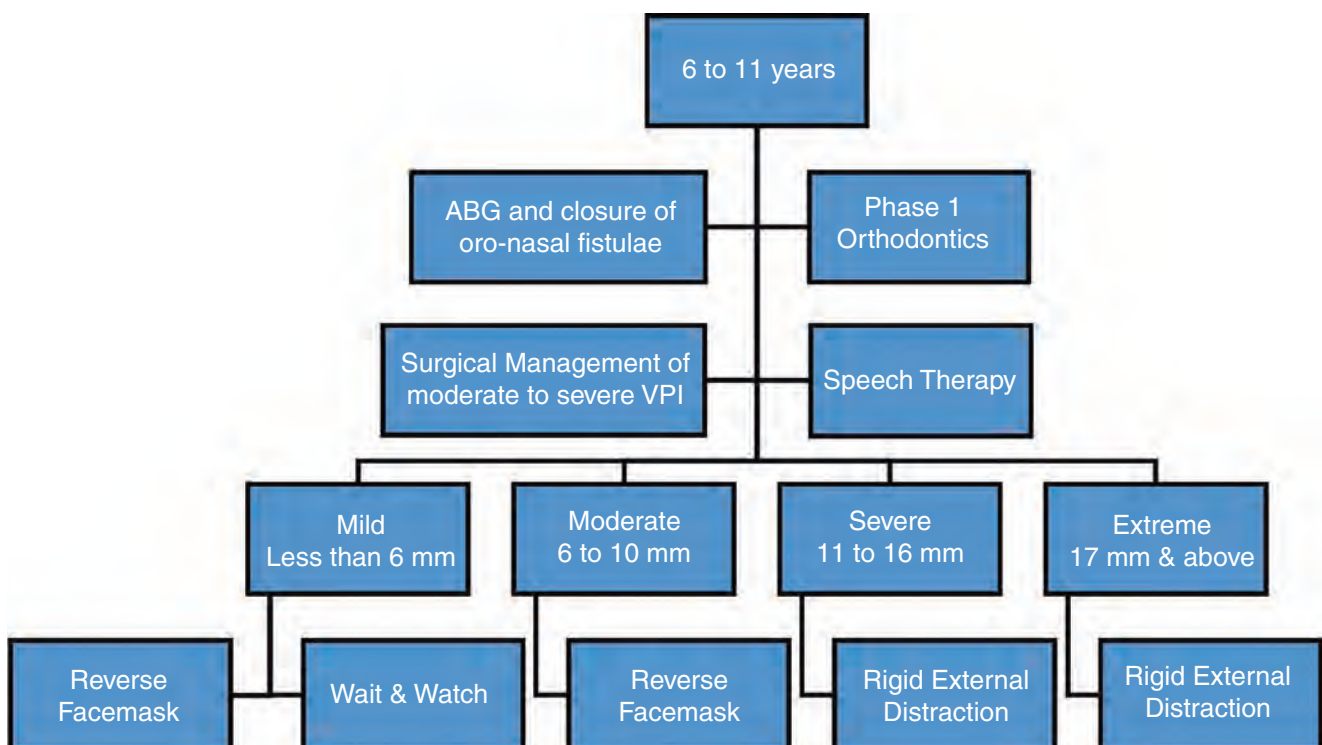 6 to 11 years
ABG and closure of
oro-nasal fistulae
Phase 1
Orthodontics
Surgical Management of
moderate to severe VPI
Speech Therapy
Mild
Less than 6 mm
Moderate
6 to 10 mm
Severe
11 to 16 mm
Extreme
17 mm & above
Reverse
Facemask
Wait & Watch
Reverse
Facemask
Rigid External
Distraction
Rigid External
Distraction